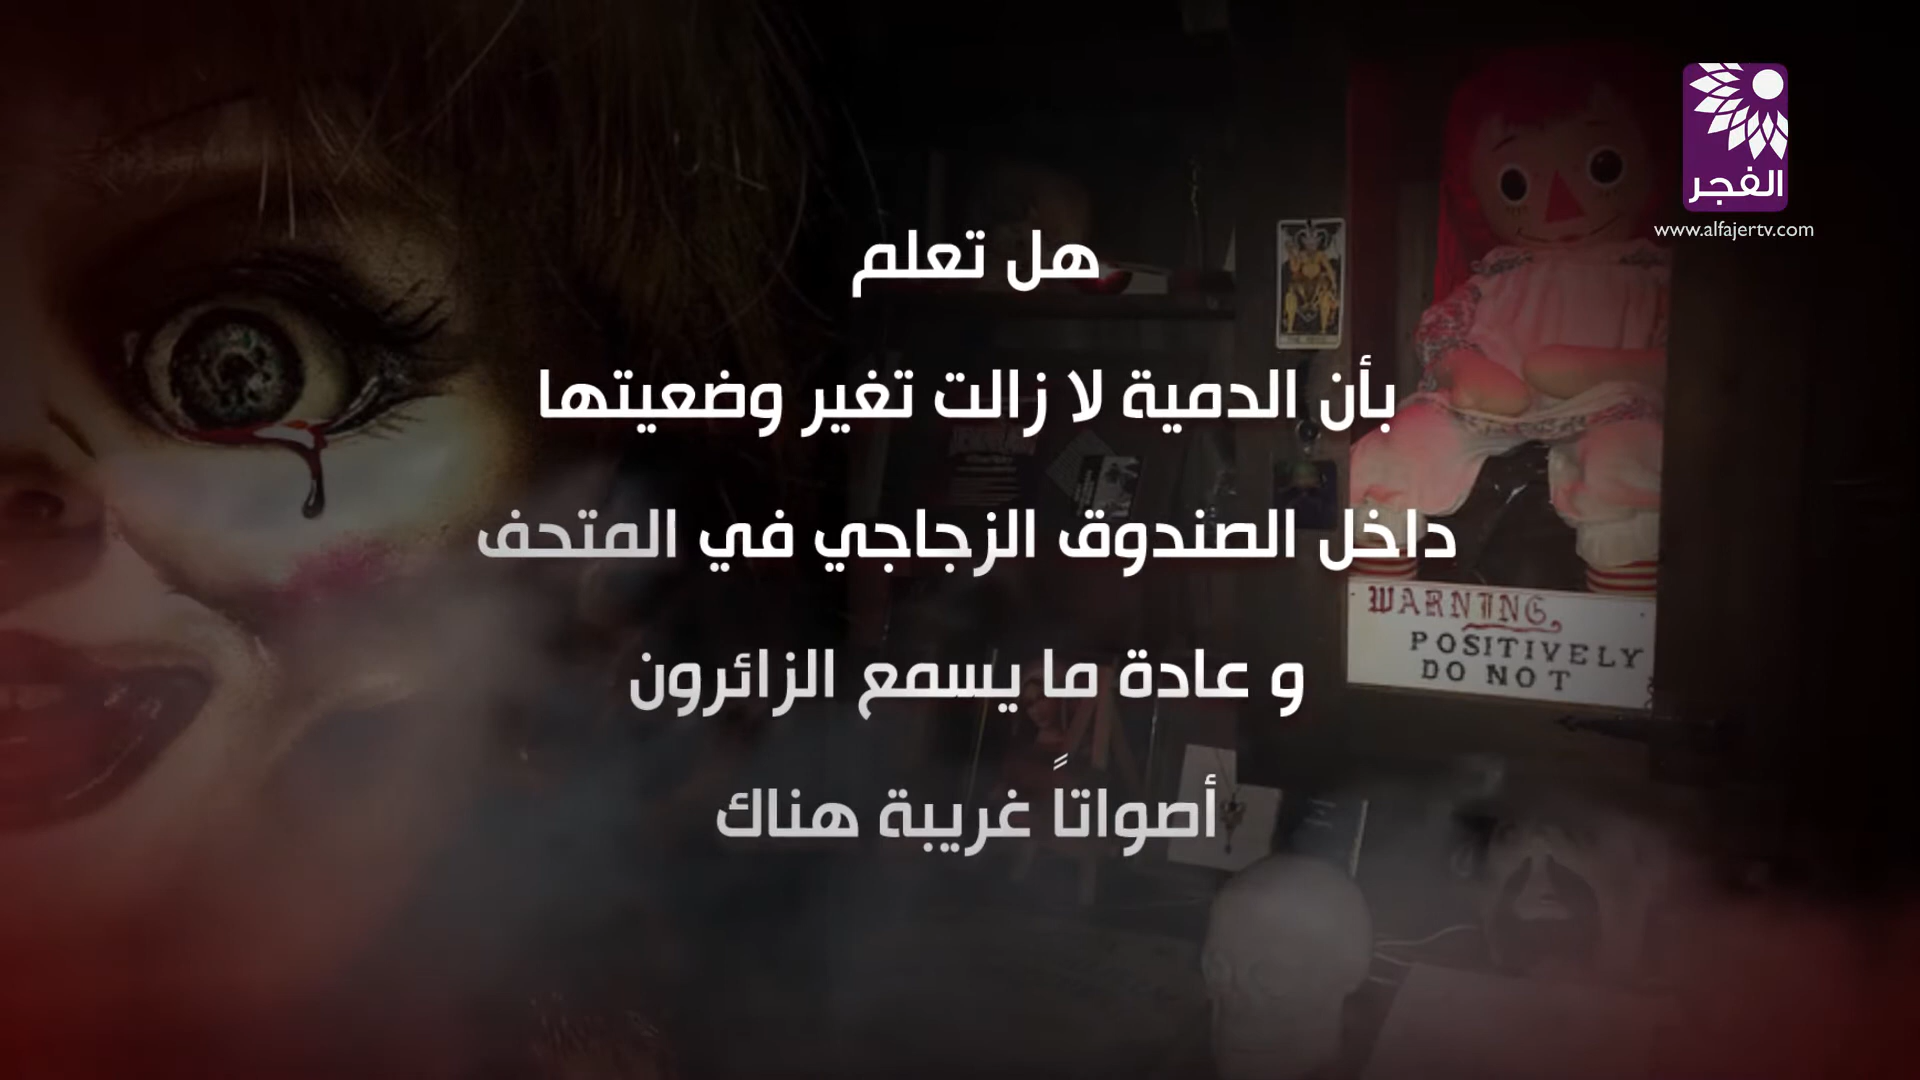 الفجر
www.alfajertv.com
هل تعلم
بأن الدمية لا زالت تغير وضعيتها
داخل الصندوق الزجاجي في المتحف
و عادة ما يسمع الزائرون
أصواتاً غريبة هناك
WARNING,
POSITIVELY
DO NOT